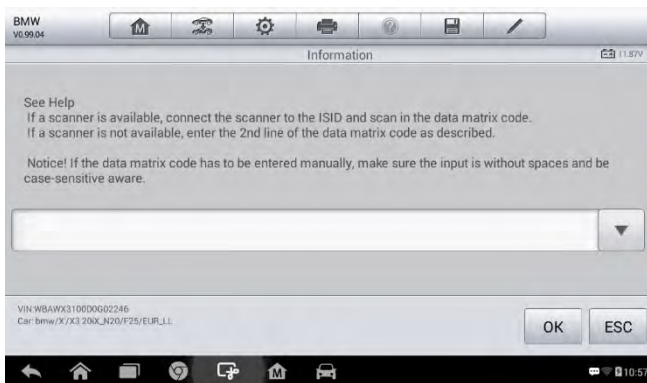 BMW
V0.99.04
Information
11.87V
See Help
If a scanner is available, connect the scanner to the ISID and scan in the data matrix code.
If a scanner is not available, enter the 2nd line of the data matrix code as described.
Notice! If the data matrix code has to be entered manually, make sure the input is without spaces and be
case-sensitive aware.
VIN:WBAWX3100D0G02246
Car: bmw/X/X3 20iX_N20/F25/EUR_LL
OK
ESC
10:57